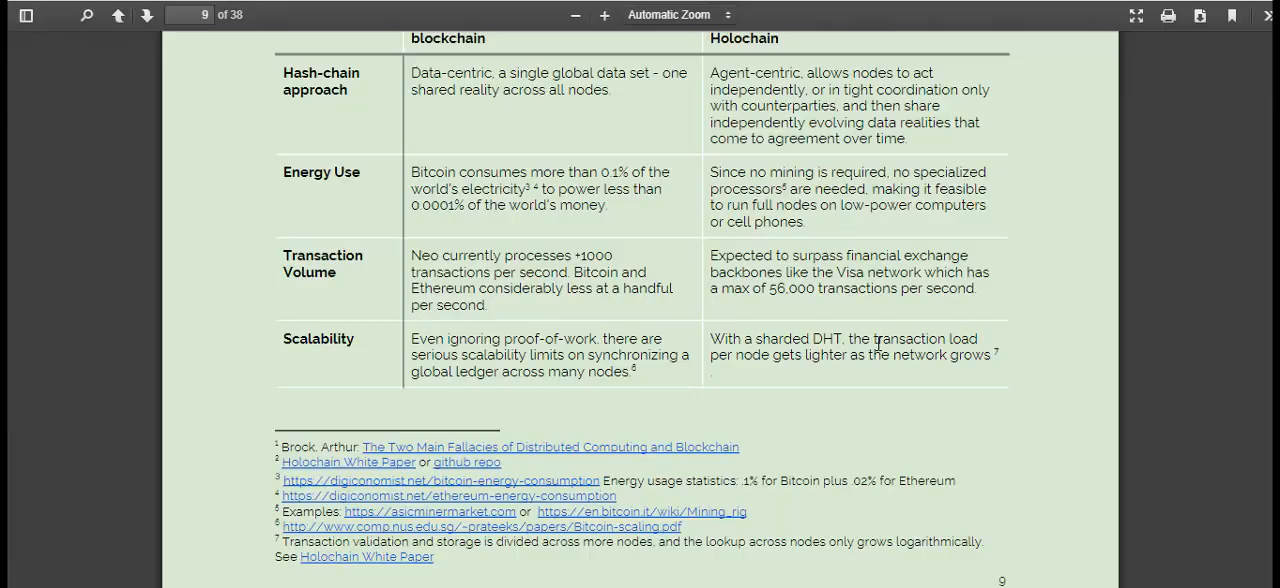 9 of 38
Automatic Zoom
blockchain Holochain
Hash-chain approach
Data-centric, a single global data set - one
shared reality across all nodes.
Agent-centric, allows nodes to act
independently, or in tight coordination only
with counterparties, and then share
independently evolving data realities that
come to agreement over time.
Energy Use
Bitcoin consumes more than 0.1% of the
world's electricity³ ⁴ to power less than
0.0001% of the world's money.
Since no mining is required, no specialized
processors⁵ are needed, making it feasible
to run full nodes on low-power computers
or cell phones.
Transaction
Volume
Neo currently processes +1000
transactions per second. Bitcoin and
Ethereum considerably less at a handful
per second.
Expected to surpass financial exchange
backbones like the Visa network which has
a max of 56,000 transactions per second.
Scalability
Even ignoring proof-of-work, there are
serious scalability limits on synchronizing a
global ledger across many nodes.⁶
With a sharded DHT, the transaction load
per node gets lighter as the network grows ⁷
.
¹ Brock, Arthur: The Two Main Fallacies of Distributed Computing and Blockchain
² Holochain White Paper or github repo
³ https://digiconomist.net/bitcoin-energy-consumption Energy usage statistics: .1% for Bitcoin plus .02% for Ethereum
⁴ https://digiconomist.net/ethereum-energy-consumption
⁵ Examples: https://asicminermarket.com or https://en.bitcoin.it/wiki/Mining_rig
⁶ http://www.comp.nus.edu.sg/~prateeks/papers/Bitcoin-scaling.pdf
⁷ Transaction validation and storage is divided across more nodes, and the lookup across nodes only grows logarithmically.
See Holochain White Paper
9